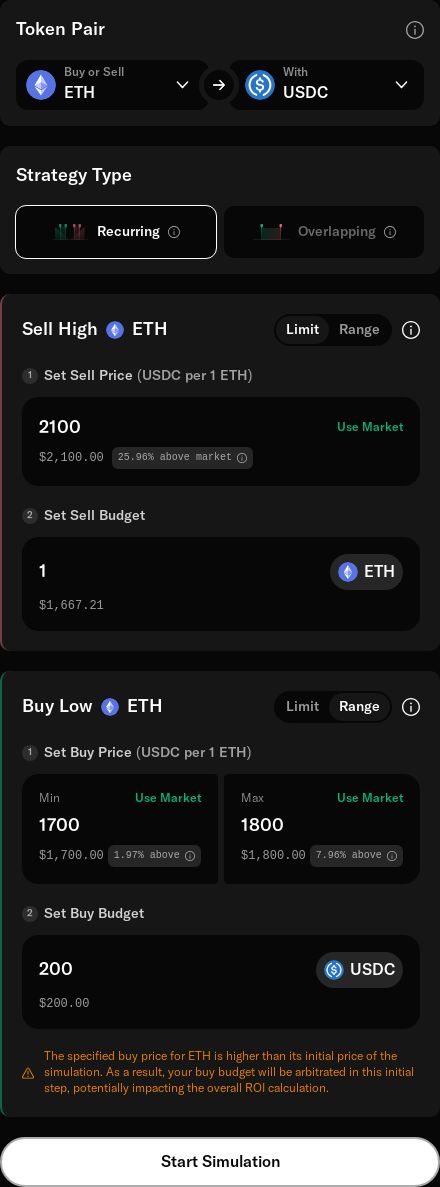 Token Pair
Buy or Sell
ETH
With
USDC
Strategy Type
Recurring
Overlapping
Sell High ETH
Limit Range
1 Set Sell Price (USDC per 1 ETH)
2100
Use Market
$2,100.00 25.96% above market
2 Set Sell Budget
1
ETH
$1,667.21
Buy Low ETH
Limit Range
1 Set Buy Price (USDC per 1 ETH)
Min Use Market
1700
$1,700.00 1.97% above
Max Use Market
1800
$1,800.00 7.96% above
2 Set Buy Budget
200
USDC
$200.00
The specified buy price for ETH is higher than its initial price of the
simulation. As a result, your buy budget will be arbitrated in this initial
step, potentially impacting the overall ROI calculation.
Start Simulation